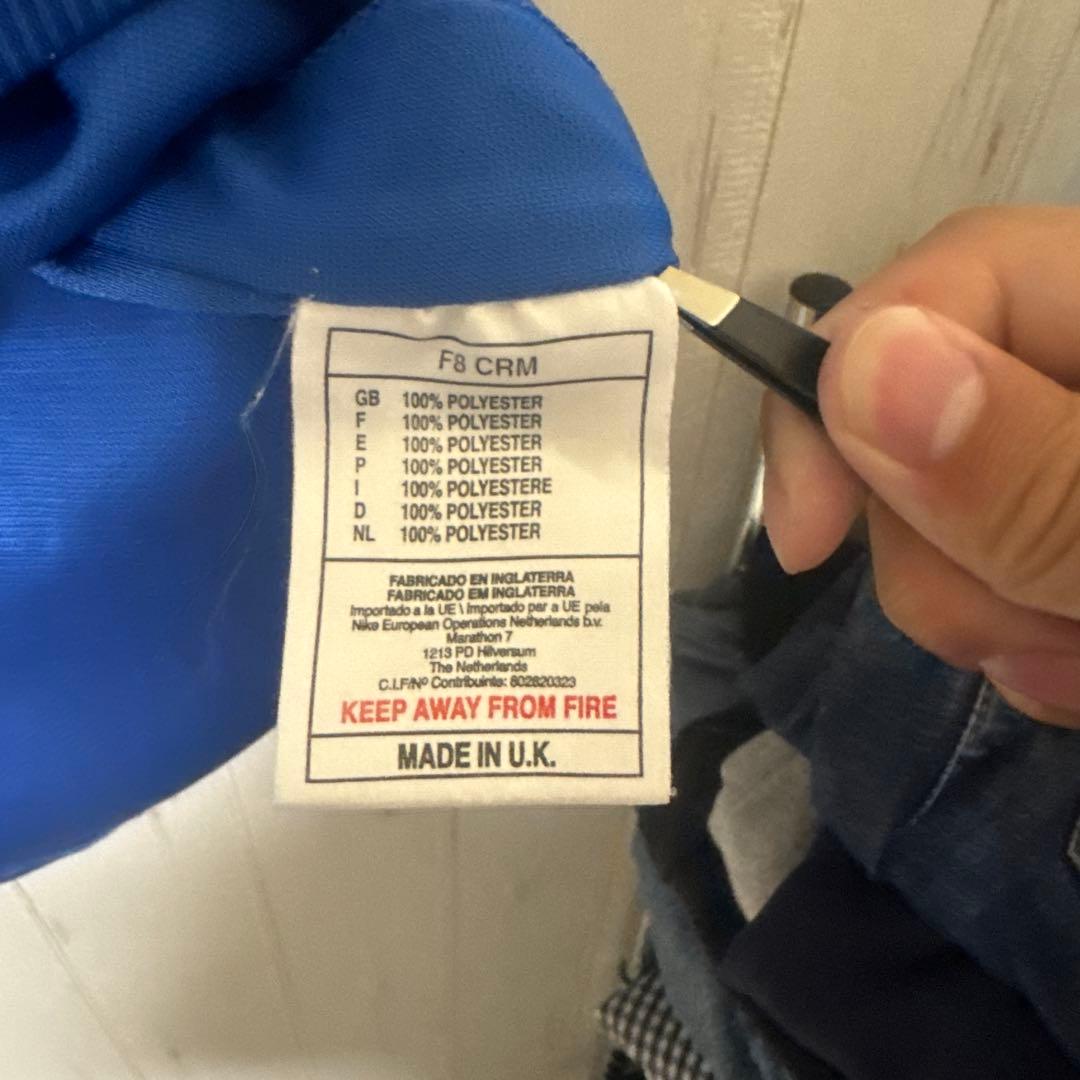 F8 CRM
GB 100% POLYESTER
F 100% POLYESTER
E 100% POLYESTER
P 100% POLYESTER
I 100% POLYESTERE
D 100% POLYESTER
NL 100% POLYESTER
FABRICADO EN INGLATERRA
FABRICADO EM INGLATERRA
Importado a la UE \ Importado par a UE pela
Nike European Operations Netherlands b.v.
Marathon 7
1213 PD Hilversum
The Netherlands
C.I.F/Nº Contribuinte: 802820323
KEEP AWAY FROM FIRE
MADE IN U.K.